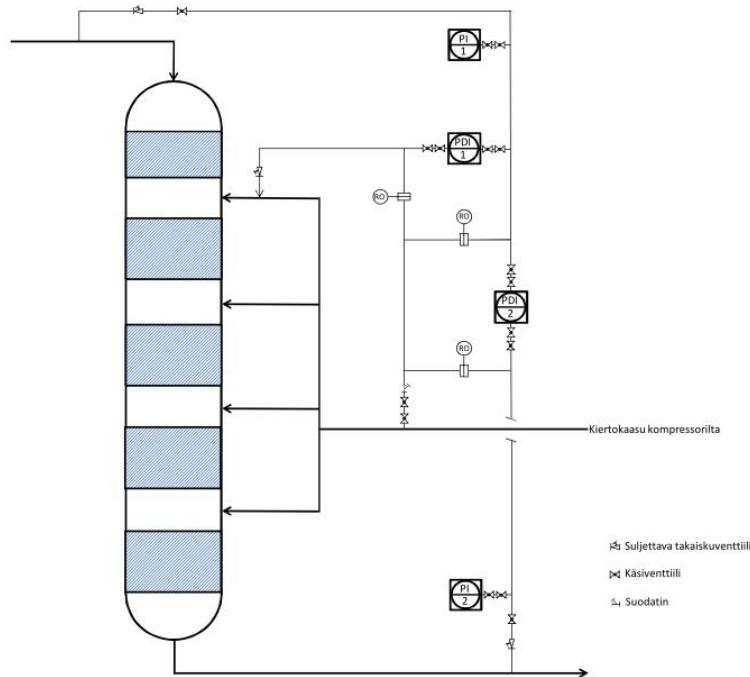 PI
1
PDI
1
RO
RO
PDI
2
RO
Kiertokaasu kompressorilta
Suljettava takaiskuventtiili
Käsiventtiili
PI
2
Suodatin